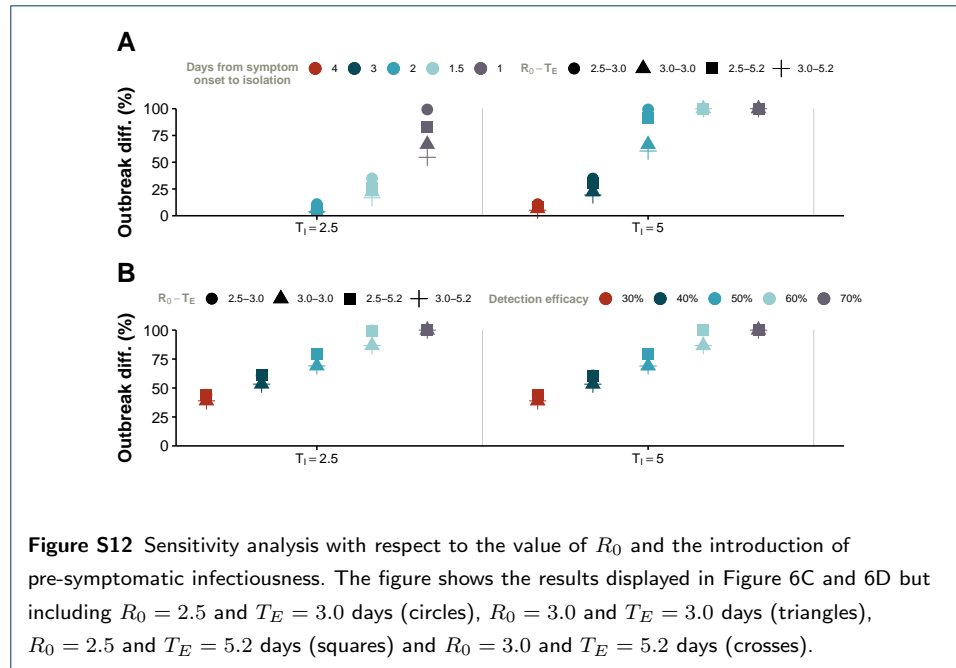 A
Days from symptom onset to isolation 4 3 2 1.5 1 R0−TE 2.5−3.0 3.0−3.0 2.5−5.2 3.0−5.2
Outbreak diff. (%)
100
75
50
25
0
TI = 2.5 TI = 5
B
R0−TE 2.5−3.0 3.0−3.0 2.5−5.2 3.0−5.2 Detection efficacy 30% 40% 50% 60% 70%
Outbreak diff. (%)
100
75
50
25
0
TI = 2.5 TI = 5
Figure S12 Sensitivity analysis with respect to the value of R0 and the introduction of
pre-symptomatic infectiousness. The figure shows the results displayed in Figure 6C and 6D but
including R0 = 2.5 and TE = 3.0 days (circles), R0 = 3.0 and TE = 3.0 days (triangles),
R0 = 2.5 and TE = 5.2 days (squares) and R0 = 3.0 and TE = 5.2 days (crosses).